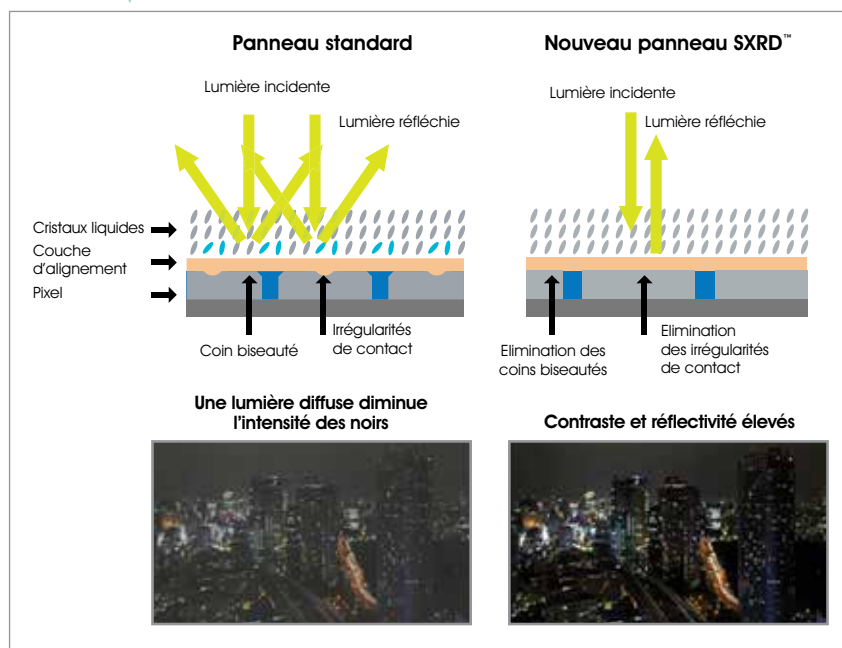 Panneau standard
Nouveau panneau SXRD™
Lumière incidente
Lumière réfléchie
Lumière incidente
Lumière réfléchie
Cristaux liquides
Couche
d'alignement
Pixel
Coin biseauté
Irrégularités
de contact
Elimination des
coins biseautés
Elimination
des irrégularités
de contact
Une lumière diffuse diminue
l'intensité des noirs
Contraste et réflectivité élevés